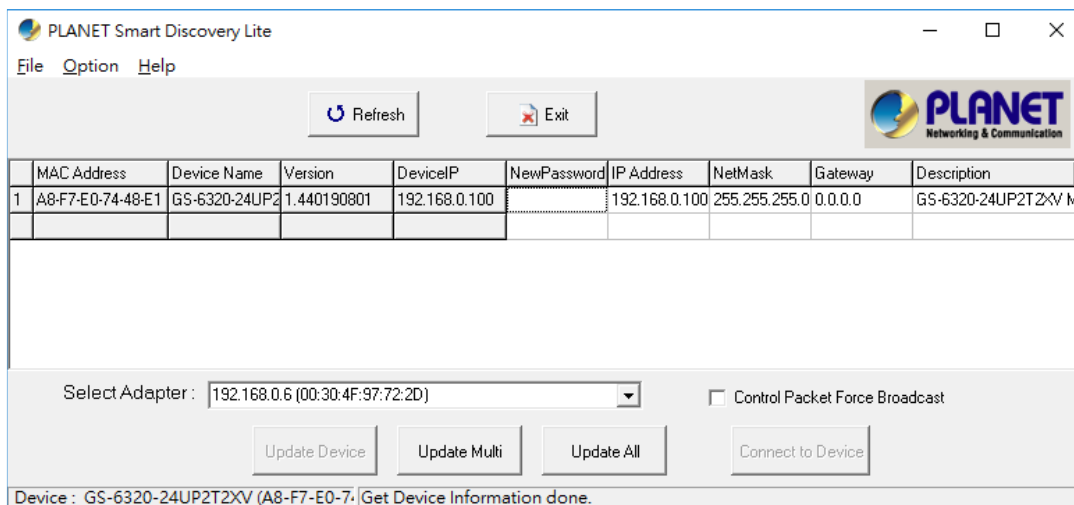 PLANET Smart Discovery Lite
File Option Help
Refresh Exit PLANET
Networking & Communication
MAC Address Device Name Version DeviceIP NewPassword IP Address NetMask Gateway Description
1 A8-F7-E0-74-48-E1 GS-6320-24UP2 1.440190801 192.168.0.100 192.168.0.100 255.255.255.0 0.0.0.0 GS-6320-24UP2T2XV M
Select Adapter : 192.168.0.6 (00:30:4F:97:72:2D) Control Packet Force Broadcast
Update Device Update Multi Update All Connect to Device
Device : GS-6320-24UP2T2XV (A8-F7-E0-7 Get Device Information done.